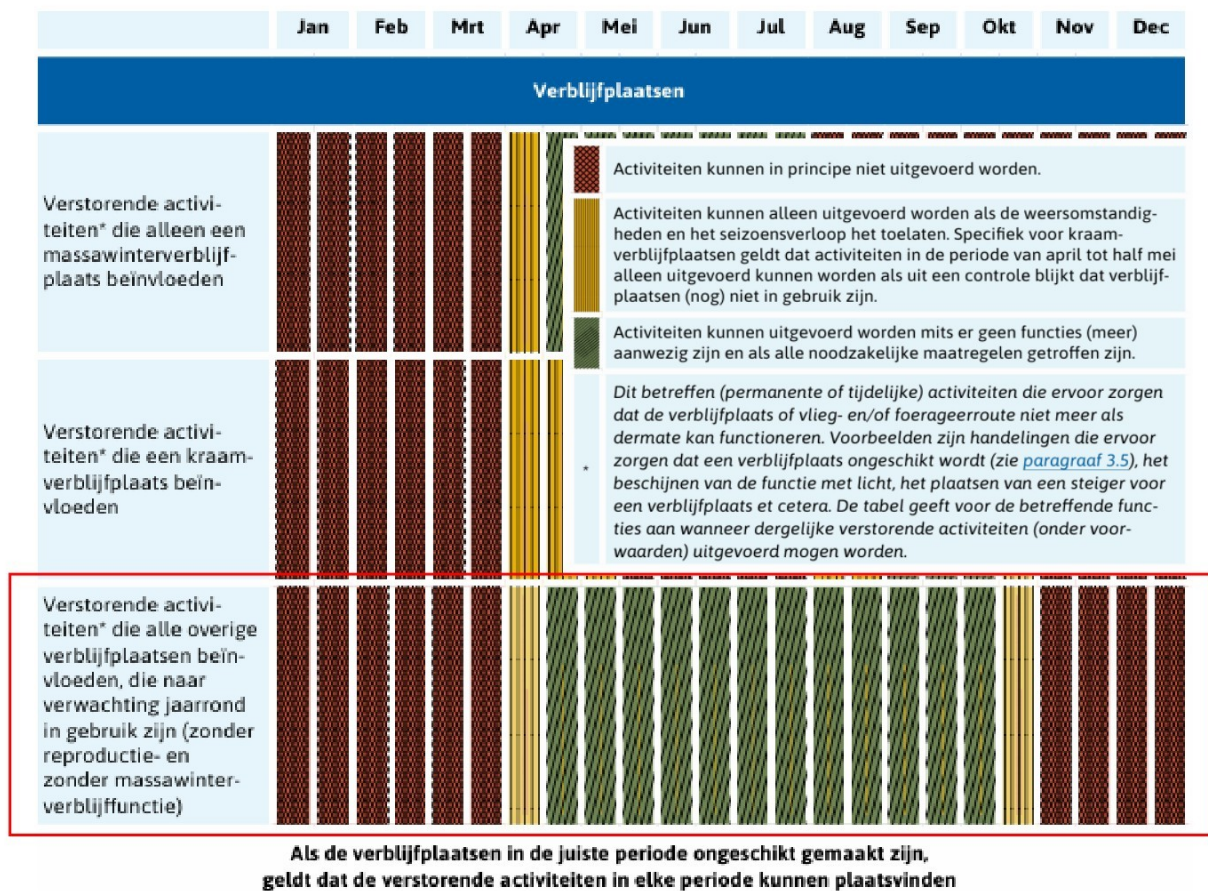 Jan Feb Mrt Apr Mei Jun Jul Aug Sep Okt Nov Dec
Verblijfplaatsen
Verstorende activi-
teiten* die alleen een
massawinterverblijf-
plaats beïnvloeden
Activiteiten kunnen in principe niet uitgevoerd worden.
Activiteiten kunnen alleen uitgevoerd worden als de weersomstandig-
heden en het seizoensverloop het toelaten. Specifiek voor kraam-
verblijfplaatsen geldt dat activiteiten in de periode van april tot half mei
alleen uitgevoerd kunnen worden als uit een controle blijkt dat verblijf-
plaatsen (nog) niet in gebruik zijn.
Activiteiten kunnen uitgevoerd worden mits er geen functies (meer)
aanwezig zijn en als alle noodzakelijke maatregelen getroffen zijn.
Verstorende activi-
teiten* die een kraam-
verblijfplaats beïn-
vloeden
*
Dit betreffen (permanente of tijdelijke) activiteiten die ervoor zorgen
dat de verblijfplaats of vlieg- en/of foerageerroute niet meer als
dermate kan functioneren. Voorbeelden zijn handelingen die ervoor
zorgen dat een verblijfplaats ongeschikt wordt (zie paragraaf 3.5), het
beschijnen van de functie met licht, het plaatsen van een steiger voor
een verblijfplaats et cetera. De tabel geeft voor de betreffende func-
ties aan wanneer dergelijke verstorende activiteiten (onder voor-
waarden) uitgevoerd mogen worden.
Verstorende activi-
teiten* die alle overige
verblijfplaatsen beïn-
vloeden, die naar
verwachting jaarrond
in gebruik zijn (zonder
reproductie- en
zonder massawinter-
verblijffunctie)
Als de verblijfplaatsen in de juiste periode ongeschikt gemaakt zijn,
geldt dat de verstorende activiteiten in elke periode kunnen plaatsvinden